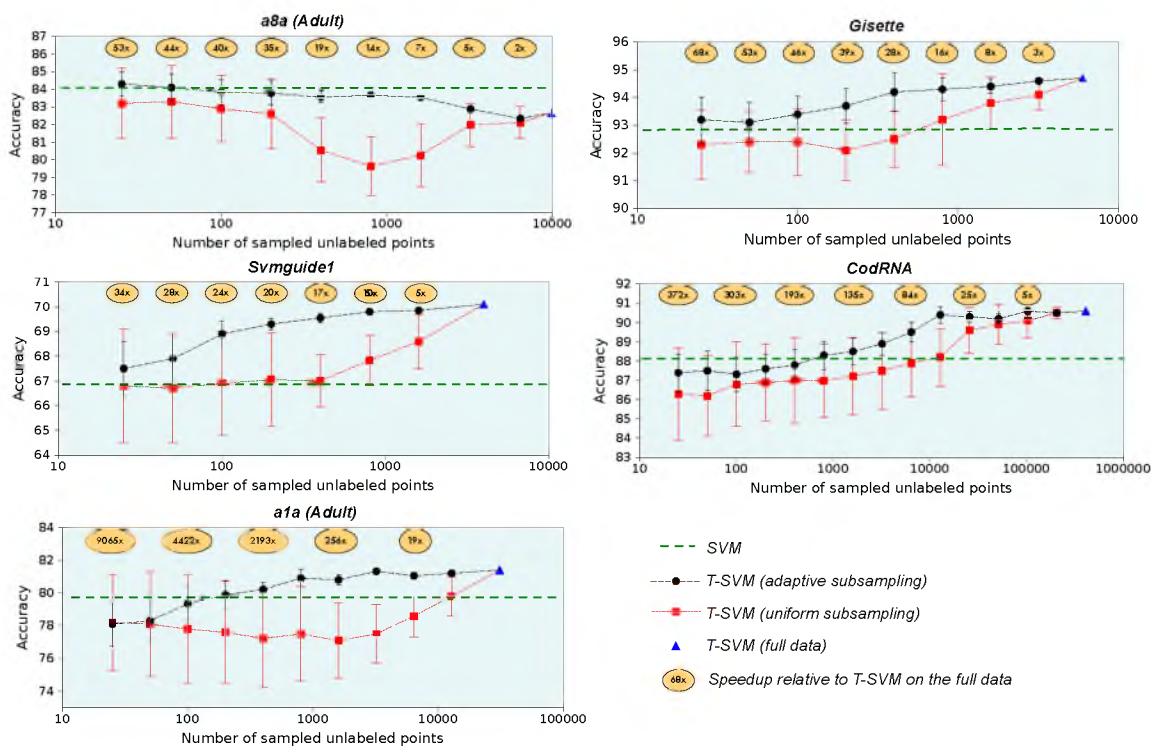 a8a (Adult)
53x 44x 40x 35x 19x 14x 7x 5x 2x
87
86
85
84
83
82
81
80
79
78
77
Accuracy
10 100 1000 10000
Number of sampled unlabeled points
Gisette
68x 53x 46x 39x 28x 16x 8x 3x
96
95
94
93
92
91
90
Accuracy
10 100 1000 10000
Number of sampled unlabeled points
Svmguide1
34x 28x 24x 20x 17x 5x
71
70
69
68
67
66
65
64
Accuracy
10 100 1000 10000
Number of sampled unlabeled points
CodRNA
372x 303x 193x 135x 84x 25x 5x
92
91
90
89
88
87
86
85
84
83
Accuracy
10 100 1000 10000 100000 1000000
Number of sampled unlabeled points
a1a (Adult)
9065x 4422x 2193x 256x 19x
84
82
80
78
76
74
Accuracy
10 100 1000 10000 100000
Number of sampled unlabeled points
SVM
T-SVM (adaptive subsampling)
T-SVM (uniform subsampling)
T-SVM (full data)
68x Speedup relative to T-SVM on the full data